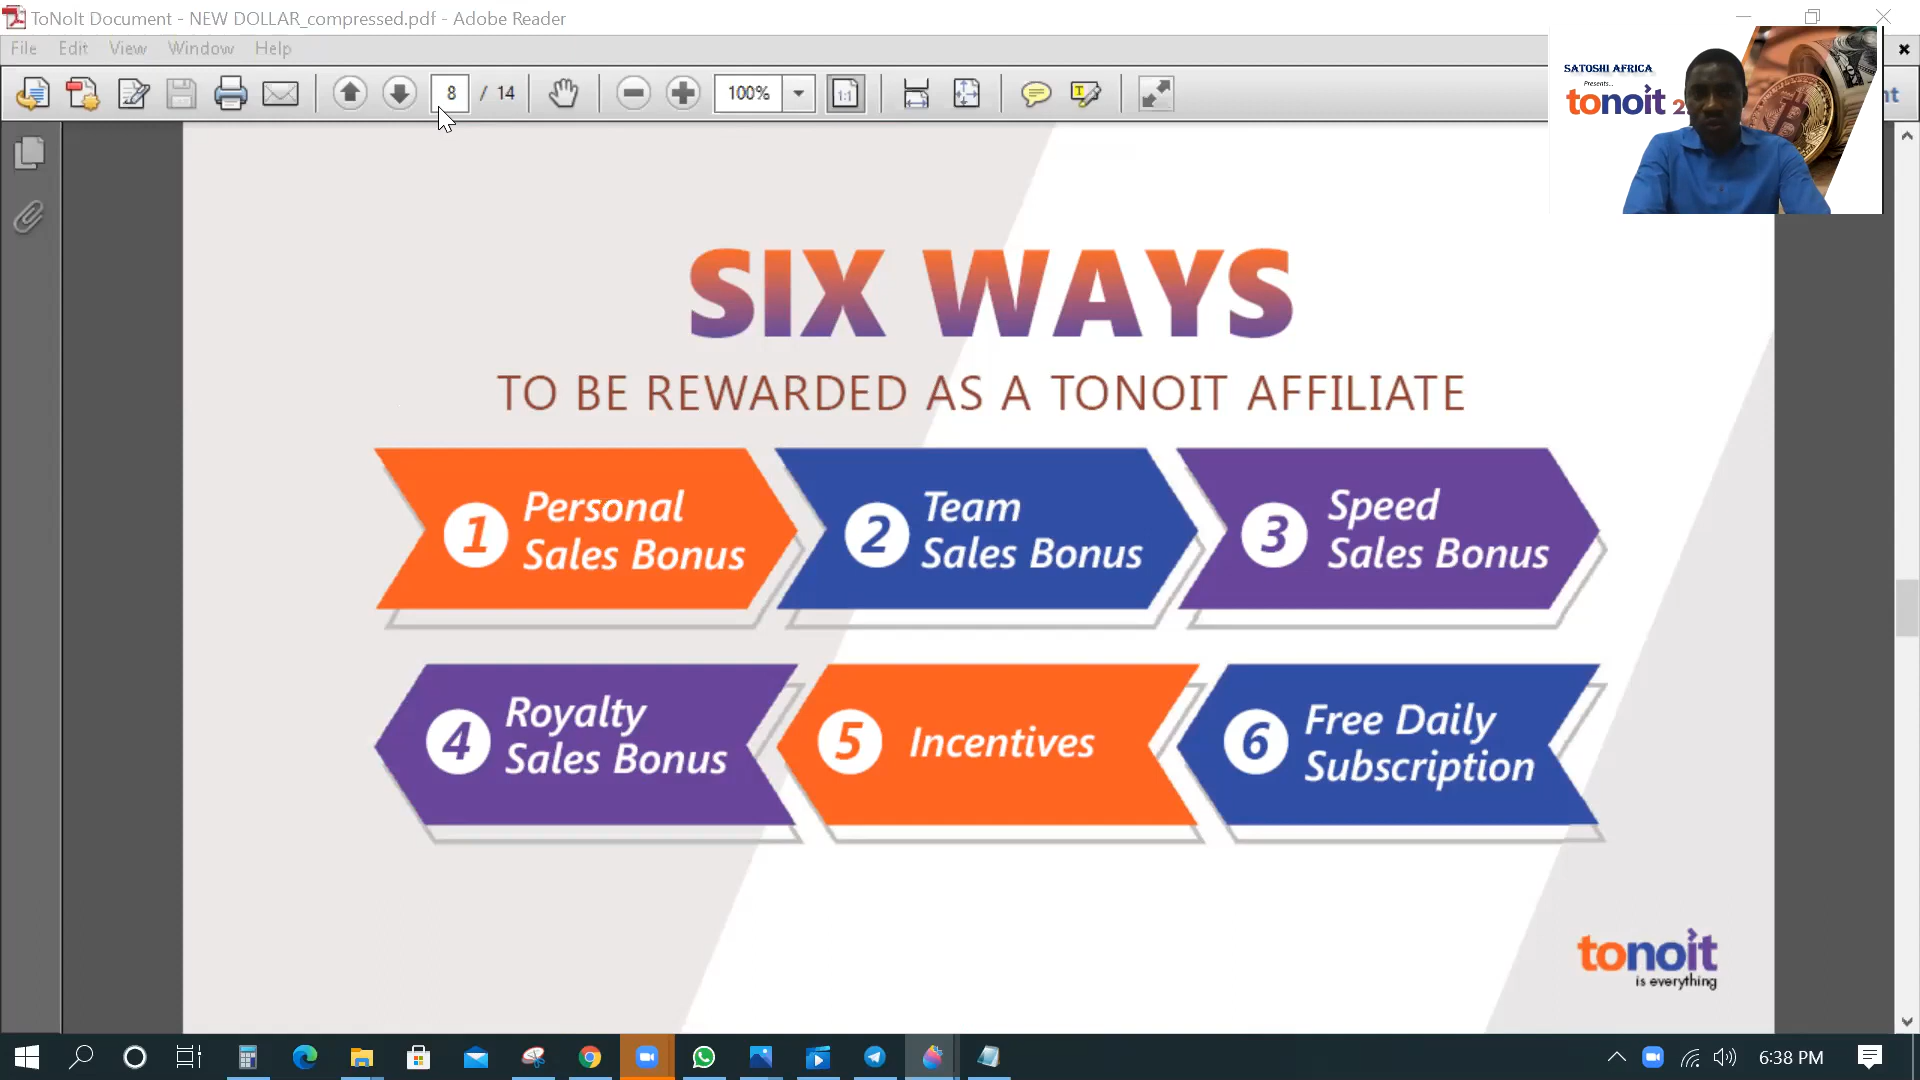 ToNoIt Document - NEW DOLLAR_compressed.pdf - Adobe Reader
File Edit View Window Help
8 / 14 100%
SATOSHI AFRICA
Presents...
tonoit
SIX WAYS
TO BE REWARDED AS A TONOIT AFFILIATE
1 Personal
Sales Bonus
2 Team
Sales Bonus
3 Speed
Sales Bonus
4 Royalty
Sales Bonus
5 Incentives
6 Free Daily
Subscription
tonoit
is everything
6:38 PM